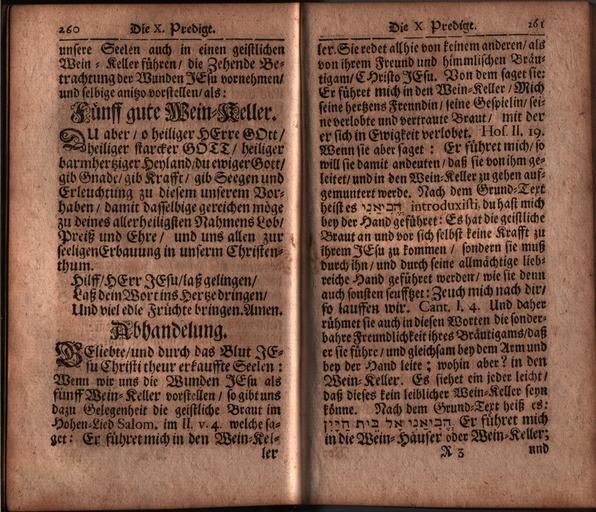 260 Die X. Predigt.
unsere Seelen auch in einen geistlichen
Wein-Keller führen/ die Zehende Be-
trachtung der Wunden JEsu vornehmen/
und selbige anitzo vorstellen/ als:
Fünff gute Wein-Keller.
DU aber/ o heiliger HErre GOtt/
heiliger starcker GOTT/ heiliger
barmhertziger Heyland/ du ewiger Gott/
gib Gnade/ gib Krafft/ gib Seegen und
Erleuchtung zu diesem unserem Vor-
haben/ damit dasselbige gereichen möge
zu deines allerheiligsten Nahmens Lob/
Preiß und Ehre/ und uns allen zur
seeligen Erbauung in unserm Christen-
thum.
Hilff/ HErr JEsu/ laß gelingen/
Laß dein Wort ins Hertze dringen/
Und viel edle Früchte bringen. Amen.
Abhandelung.
GEliebte/ und durch das Blut JE-
su Christi theur erkauffte Seelen:
Wenn wir uns die Wunden JEsu als
fünff Wein-Keller vorstellen/ so gibt uns
dazu Gelegenheit die geistliche Braut im
Hohen-Lied Salom. im II. v. 4. welche sa-
get: Er führet mich in den Wein-Kel-
ler
Die X. Predigt. 261
ler. Sie redet allhie von keinem anderen/ als
von ihrem Freund und himmlischen Bräu-
tigam/ CHristo JEsu. Von dem saget sie:
Er führet mich in den Wein-Keller/ Mich
seine hertzens Freundin/ seine Gespielin/ sei-
ne verlobte und vertraute Braut/ mit der
er sich in Ewigkeit verlobet. Hos. II. 19.
Wenn sie aber saget: Er führet mich/ so
will sie damit andeuten/ daß sie von ihm ge-
leitet/ und in den Wein-Keller zu gehen auf-
gemuntert werde. Nach dem Grund-Text
heist es הביאני introduxisti, du hast mich
bey der Hand geführet: Es hat die geistliche
Braut an und vor sich selbst keine Krafft zu
ihrem JEsu zu kommen/ sondern sie muß
durch ihn/ und durch seine allmächtige lieb-
reiche Hand geführet werden/ wie sie denn
auch sonsten seufftzet: Zeuch mich nach dir/
so lauffen wir. Cant. I. 4. Und daher
rühmet sie auch in diesen Worten die sonder-
bahre Freundlichkeit ihres Bräutigams/ daß
er sie führe/ und gleichsam bey dem Arm und
bey der Hand leite; wohin aber? in den
Wein-Keller. Es siehet ein jeder leicht/
daß dieses kein leiblicher Wein-Keller seyn
könne. Nach dem Grund-Text heiß es:
הביאני אל בית היין Er führet mich
in die Wein-Häuser oder Wein-Keller;
R 3 und